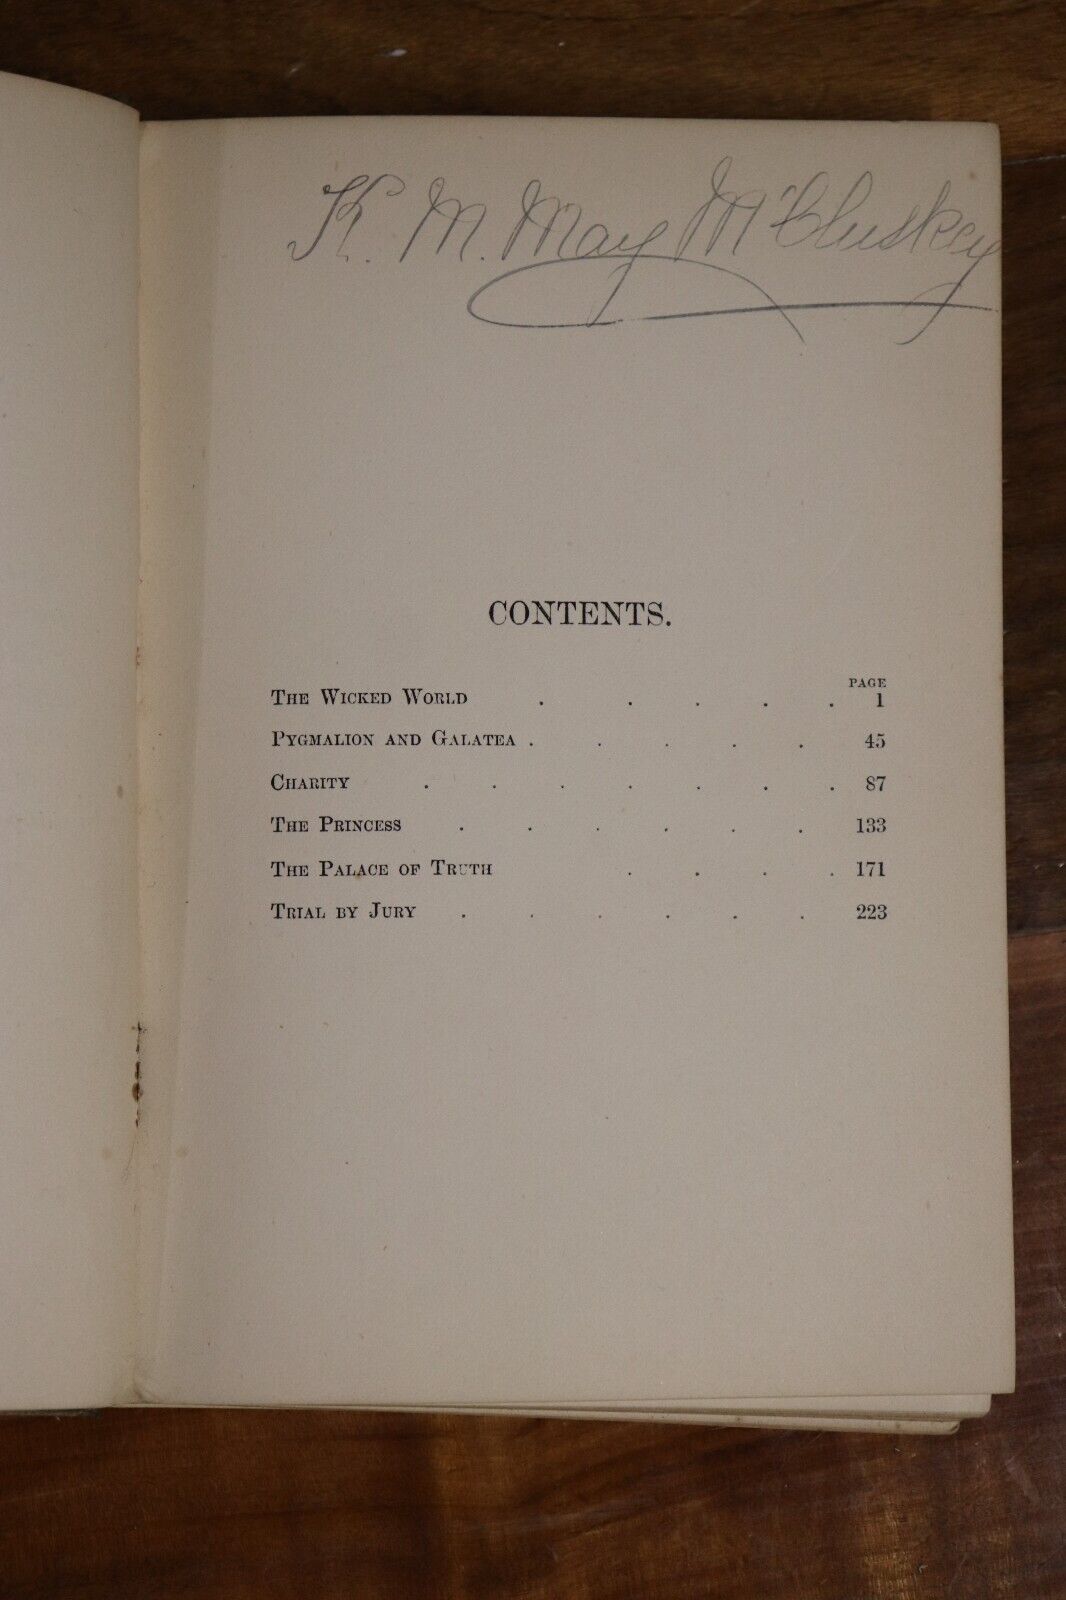 K. M. May M'Cluskey
CONTENTS.
PAGE
THE WICKED WORLD . . . . . 1
PYGMALION AND GALATEA . . . . . 45
CHARITY . . . . . . . 87
THE PRINCESS . . . . . . 133
THE PALACE OF TRUTH . . . . 171
TRIAL BY JURY . . . . . . 223